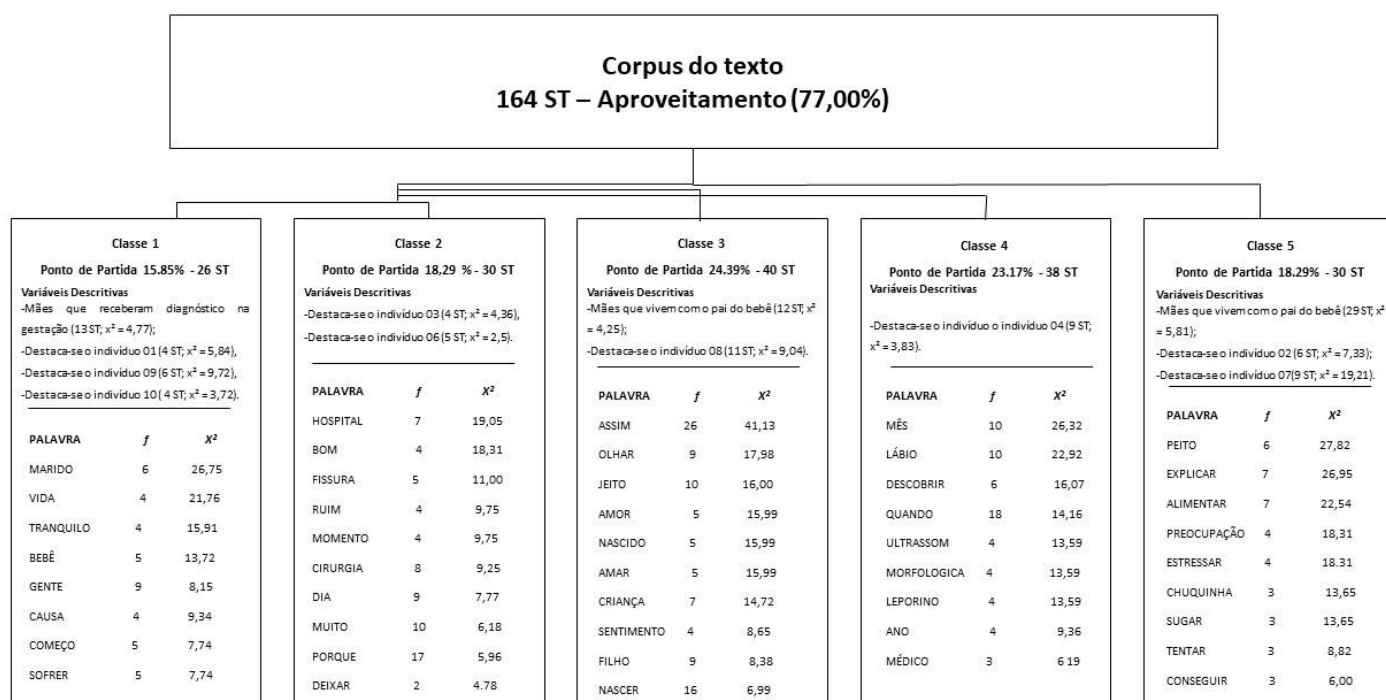 Corpus do texto
164 ST – Aproveitamento (77,00%)
Classe 1
Ponto de Partida 15.85% - 26 ST
Variáveis Descritivas
-Mães que receberam diagnóstico na
gestação (13 ST; x² = 4,77);
-Destaca-se o indivíduo 01 (4 ST; x² = 5,84),
-Destaca-se o indivíduo 09 (6 ST; x² = 9,72),
-Destaca-se o indivíduo 10 ( 4 ST; x² = 3,72).
PALAVRA f X²
MARIDO 6 26,75
VIDA 4 21,76
TRANQUILO 4 15,91
BEBÊ 5 13,72
GENTE 9 8,15
CAUSA 4 9,34
COMEÇO 5 7,74
SOFRER 5 7,74
Classe 2
Ponto de Partida 18,29 % - 30 ST
Variáveis Descritivas
-Destaca-se o indivíduo 03 (4 ST; x² = 4,36),
-Destaca-se o indivíduo 06 (5 ST; x² = 2,5).
PALAVRA f X²
HOSPITAL 7 19,05
BOM 4 18,31
FISSURA 5 11,00
RUIM 4 9,75
MOMENTO 4 9,75
CIRURGIA 8 9,25
DIA 9 7,77
MUITO 10 6,18
PORQUE 17 5,96
DEIXAR 2 4.78
Classe 3
Ponto de Partida 24.39% - 40 ST
Variáveis Descritivas
-Mães que vivem com o pai do bebê (12 ST; x²
= 4,25);
-Destaca-se o indivíduo 08 (11 ST; x² = 9,04).
PALAVRA f X²
ASSIM 26 41,13
OLHAR 9 17,98
JEITO 10 16,00
AMOR 5 15,99
NASCIDO 5 15,99
AMAR 5 15,99
CRIANÇA 7 14,72
SENTIMENTO 4 8,65
FILHO 9 8,38
NASCER 16 6,99
Classe 4
Ponto de Partida 23.17% - 38 ST
Variáveis Descritivas
-Destaca-se o indivíduo o indivíduo 04 (9 ST;
x² = 3,83).
PALAVRA f X²
MÊS 10 26,32
LÁBIO 10 22,92
DESCOBRIR 6 16,07
QUANDO 18 14,16
ULTRASSOM 4 13,59
MORFOLOGICA 4 13,59
LEPORINO 4 13,59
ANO 4 9,36
MÉDICO 3 6 19
Classe 5
Ponto de Partida 18.29% - 30 ST
Variáveis Descritivas
-Mães que vivem com o pai do bebê (29 ST; x²
= 5,81);
-Destaca-se o indivíduo 02 (6 ST; x² = 7,33);
-Destaca-se o indivíduo 07(9 ST; x² = 19,21).
PALAVRA f X²
PEITO 6 27,82
EXPLICAR 7 26,95
ALIMENTAR 7 22,54
PREOCUPAÇÃO 4 18,31
ESTRESSAR 4 18.31
CHUQUINHA 3 13,65
SUGAR 3 13,65
TENTAR 3 8,82
CONSEGUIR 3 6,00